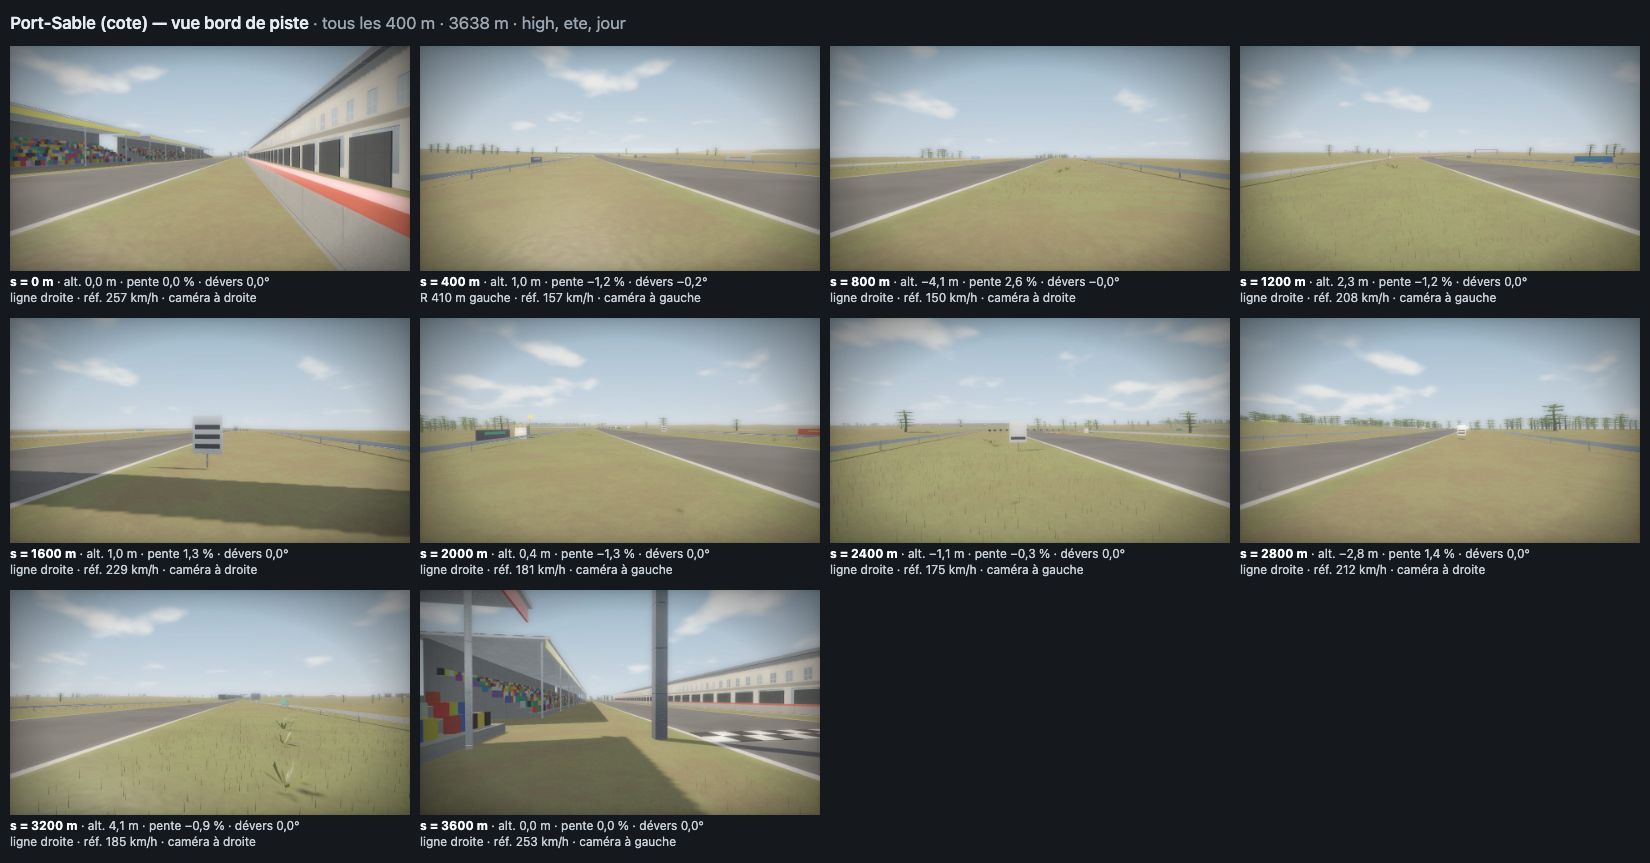 Port-Sable (cote) — vue bord de piste · tous les 400 m · 3638 m · high, ete, jour
s = 0 m · alt. 0,0 m · pente 0,0 % · dévers 0,0°
ligne droite · réf. 257 km/h · caméra à droite
s = 400 m · alt. 1,0 m · pente −1,2 % · dévers −0,2°
R 410 m gauche · réf. 157 km/h · caméra à gauche
s = 800 m · alt. −4,1 m · pente 2,6 % · dévers −0,0°
ligne droite · réf. 150 km/h · caméra à droite
s = 1200 m · alt. 2,3 m · pente −1,2 % · dévers 0,0°
ligne droite · réf. 208 km/h · caméra à gauche
s = 1600 m · alt. 1,0 m · pente 1,3 % · dévers 0,0°
ligne droite · réf. 229 km/h · caméra à droite
s = 2000 m · alt. 0,4 m · pente −1,3 % · dévers 0,0°
ligne droite · réf. 181 km/h · caméra à gauche
s = 2400 m · alt. −1,1 m · pente −0,3 % · dévers 0,0°
ligne droite · réf. 175 km/h · caméra à gauche
s = 2800 m · alt. −2,8 m · pente 1,4 % · dévers 0,0°
ligne droite · réf. 212 km/h · caméra à droite
s = 3200 m · alt. 4,1 m · pente −0,9 % · dévers 0,0°
ligne droite · réf. 185 km/h · caméra à droite
s = 3600 m · alt. 0,0 m · pente 0,0 % · dévers 0,0°
ligne droite · réf. 253 km/h · caméra à gauche